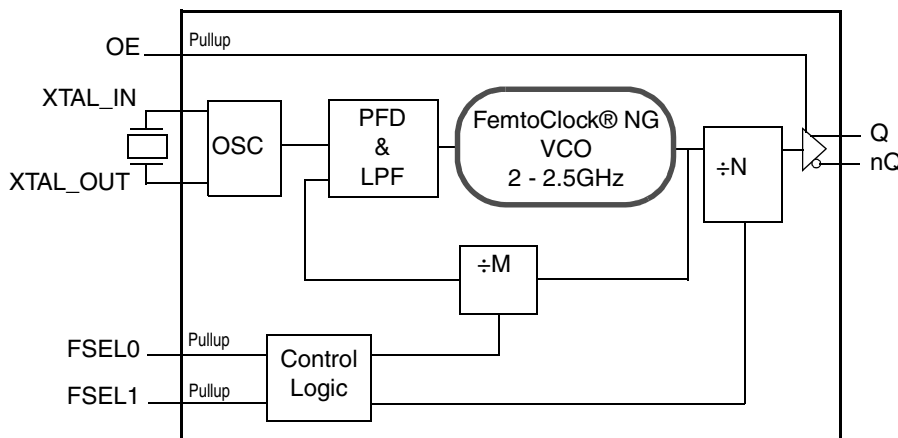 OE
Pullup
XTAL_IN
OSC
XTAL_OUT
PFD
&
LPF
FemtoClock® NG
VCO
2 - 2.5GHz
÷N
Q
nQ
÷M
FSEL0
Pullup
FSEL1
Pullup
Control
Logic